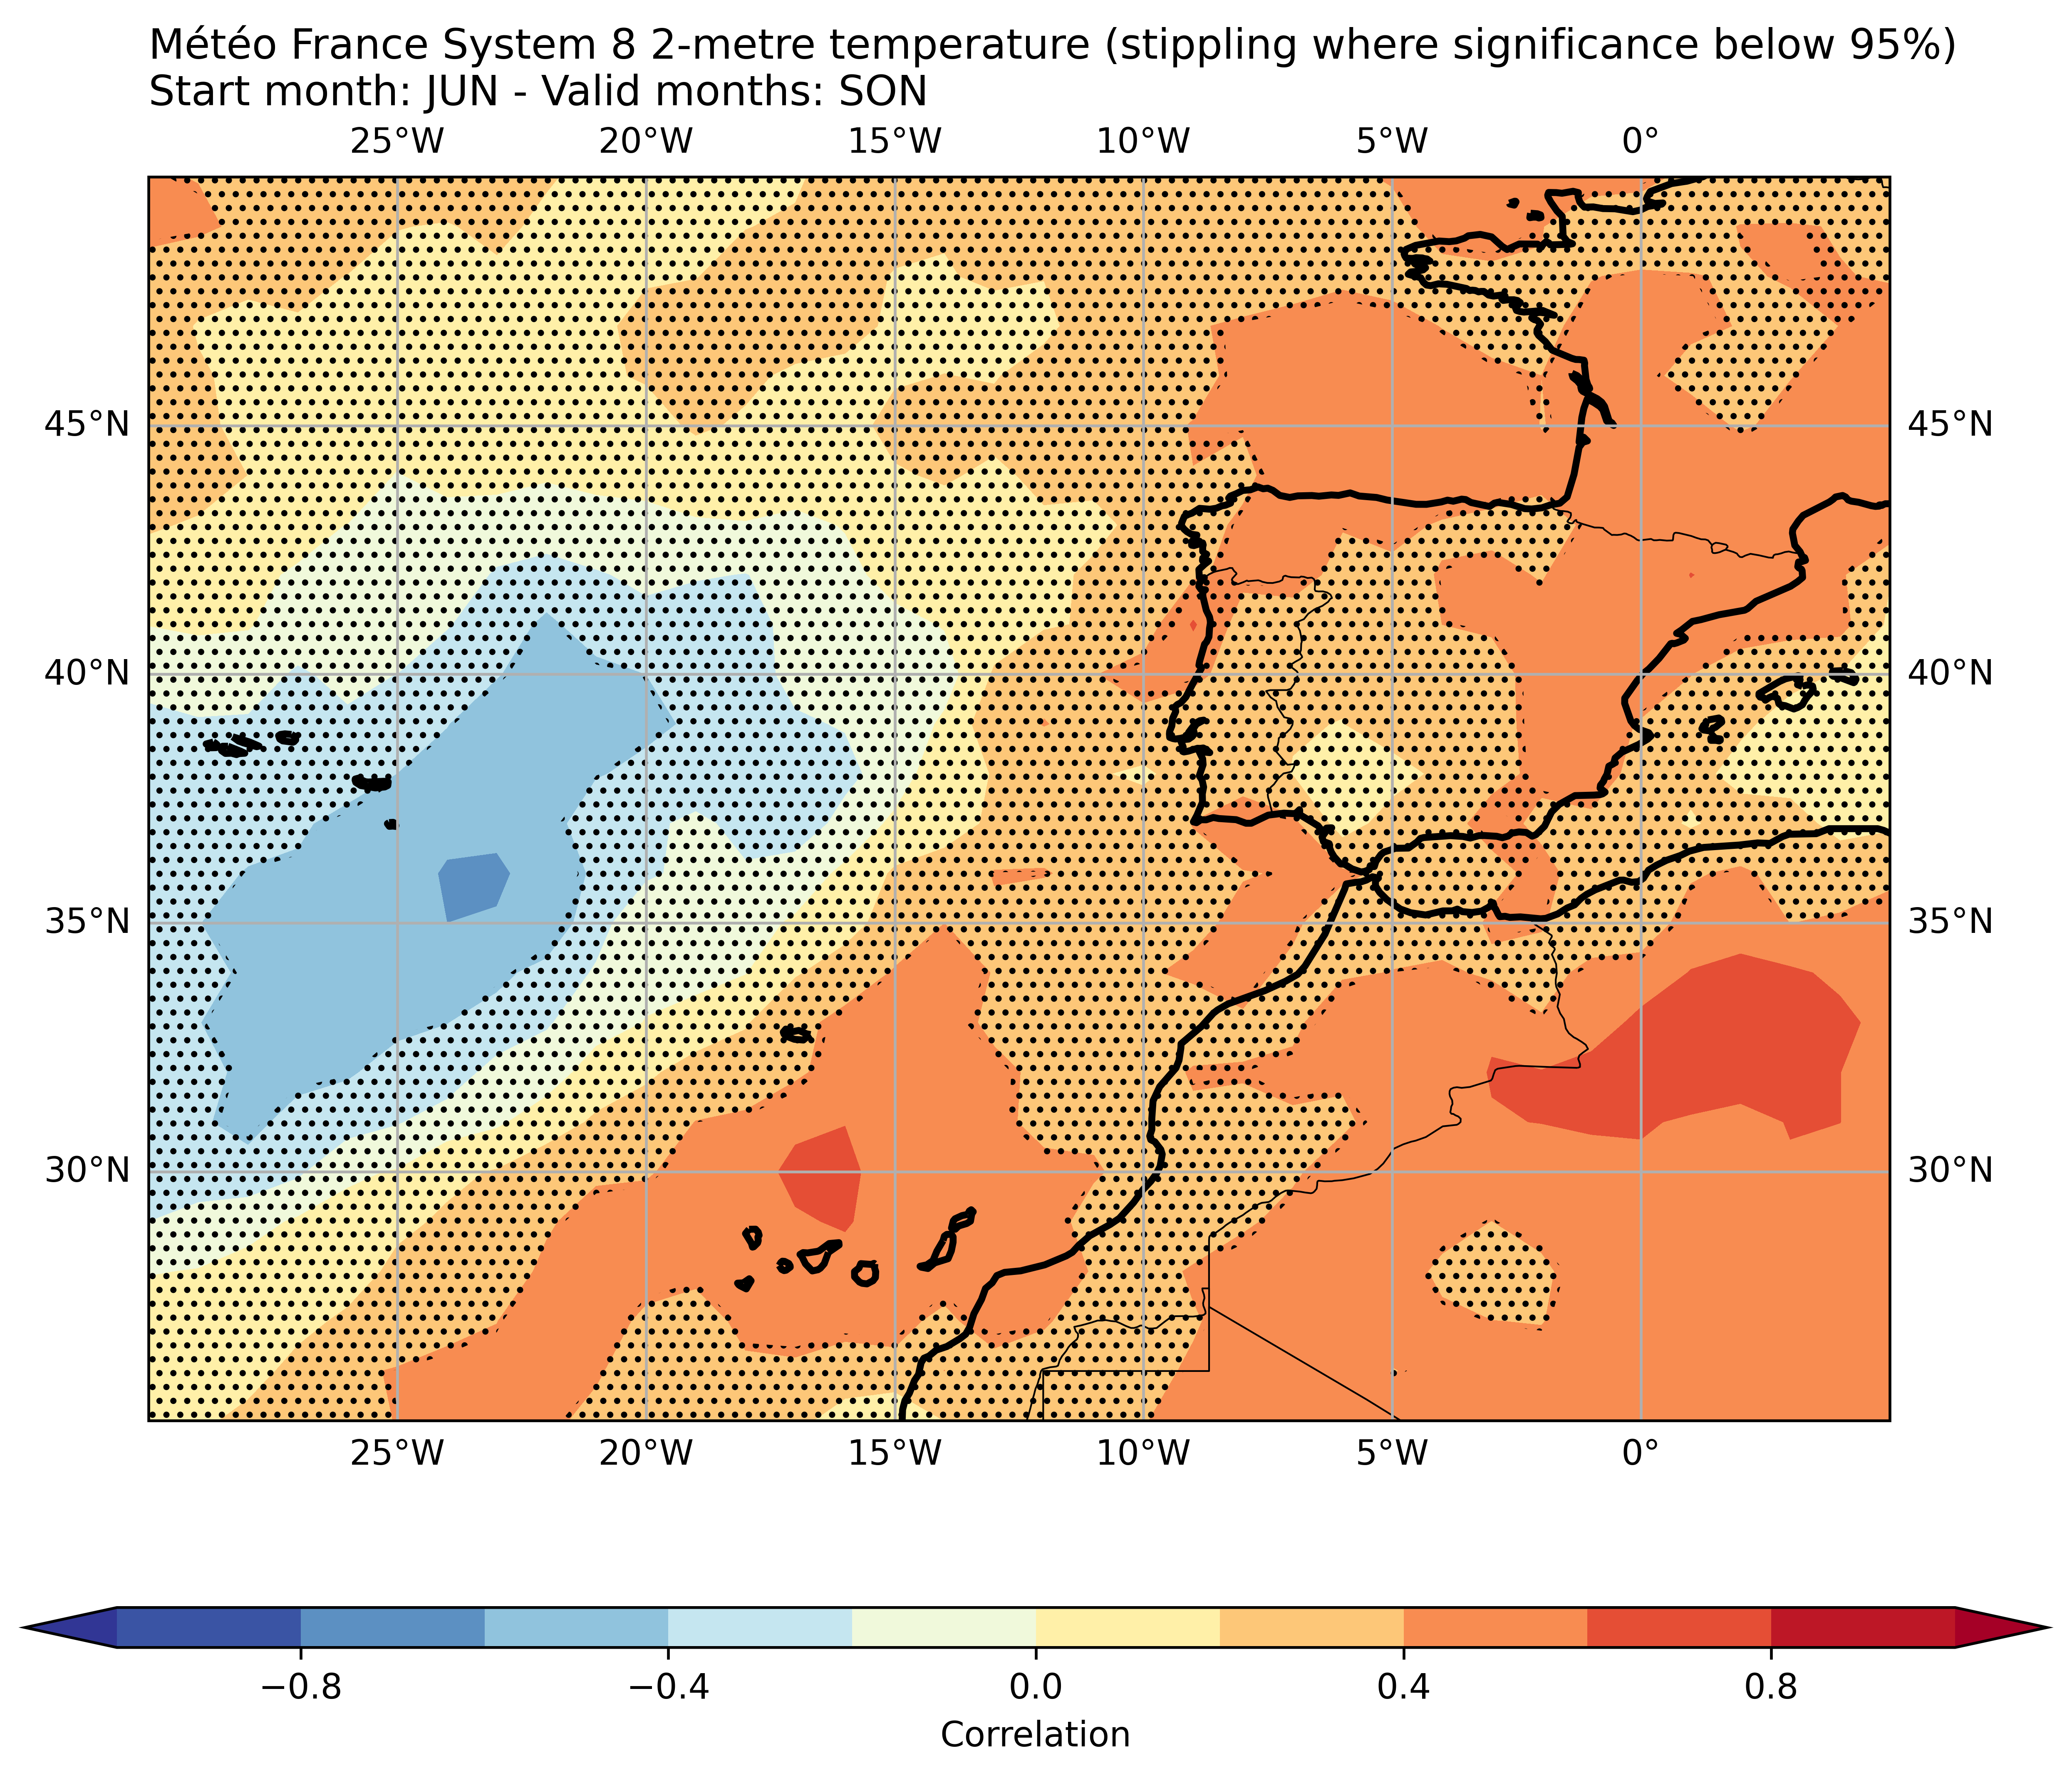 Météo France System 8 2-metre temperature (stippling where significance below 95%)
Start month: JUN - Valid months: SON
25°W 20°W 15°W 10°W 5°W 0°
45°N 45°N
40°N 40°N
35°N 35°N
30°N 30°N
25°W 20°W 15°W 10°W 5°W 0°
−0.8 −0.4 0.0 0.4 0.8
Correlation